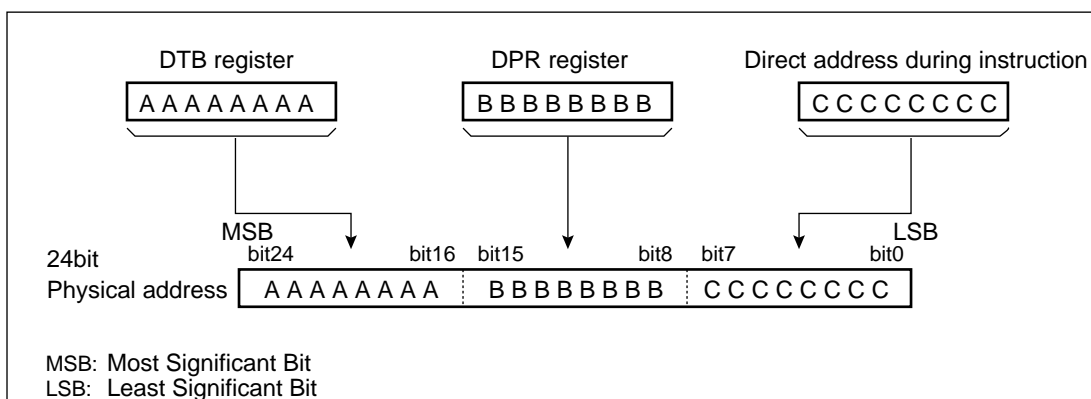 DTB register DPR register Direct address during instruction
A A A A A A A A B B B B B B B B C C C C C C C C
MSB LSB
24bit bit24 bit16 bit15 bit8 bit7 bit0
Physical address A A A A A A A A B B B B B B B B C C C C C C C C
MSB: Most Significant Bit
LSB: Least Significant Bit